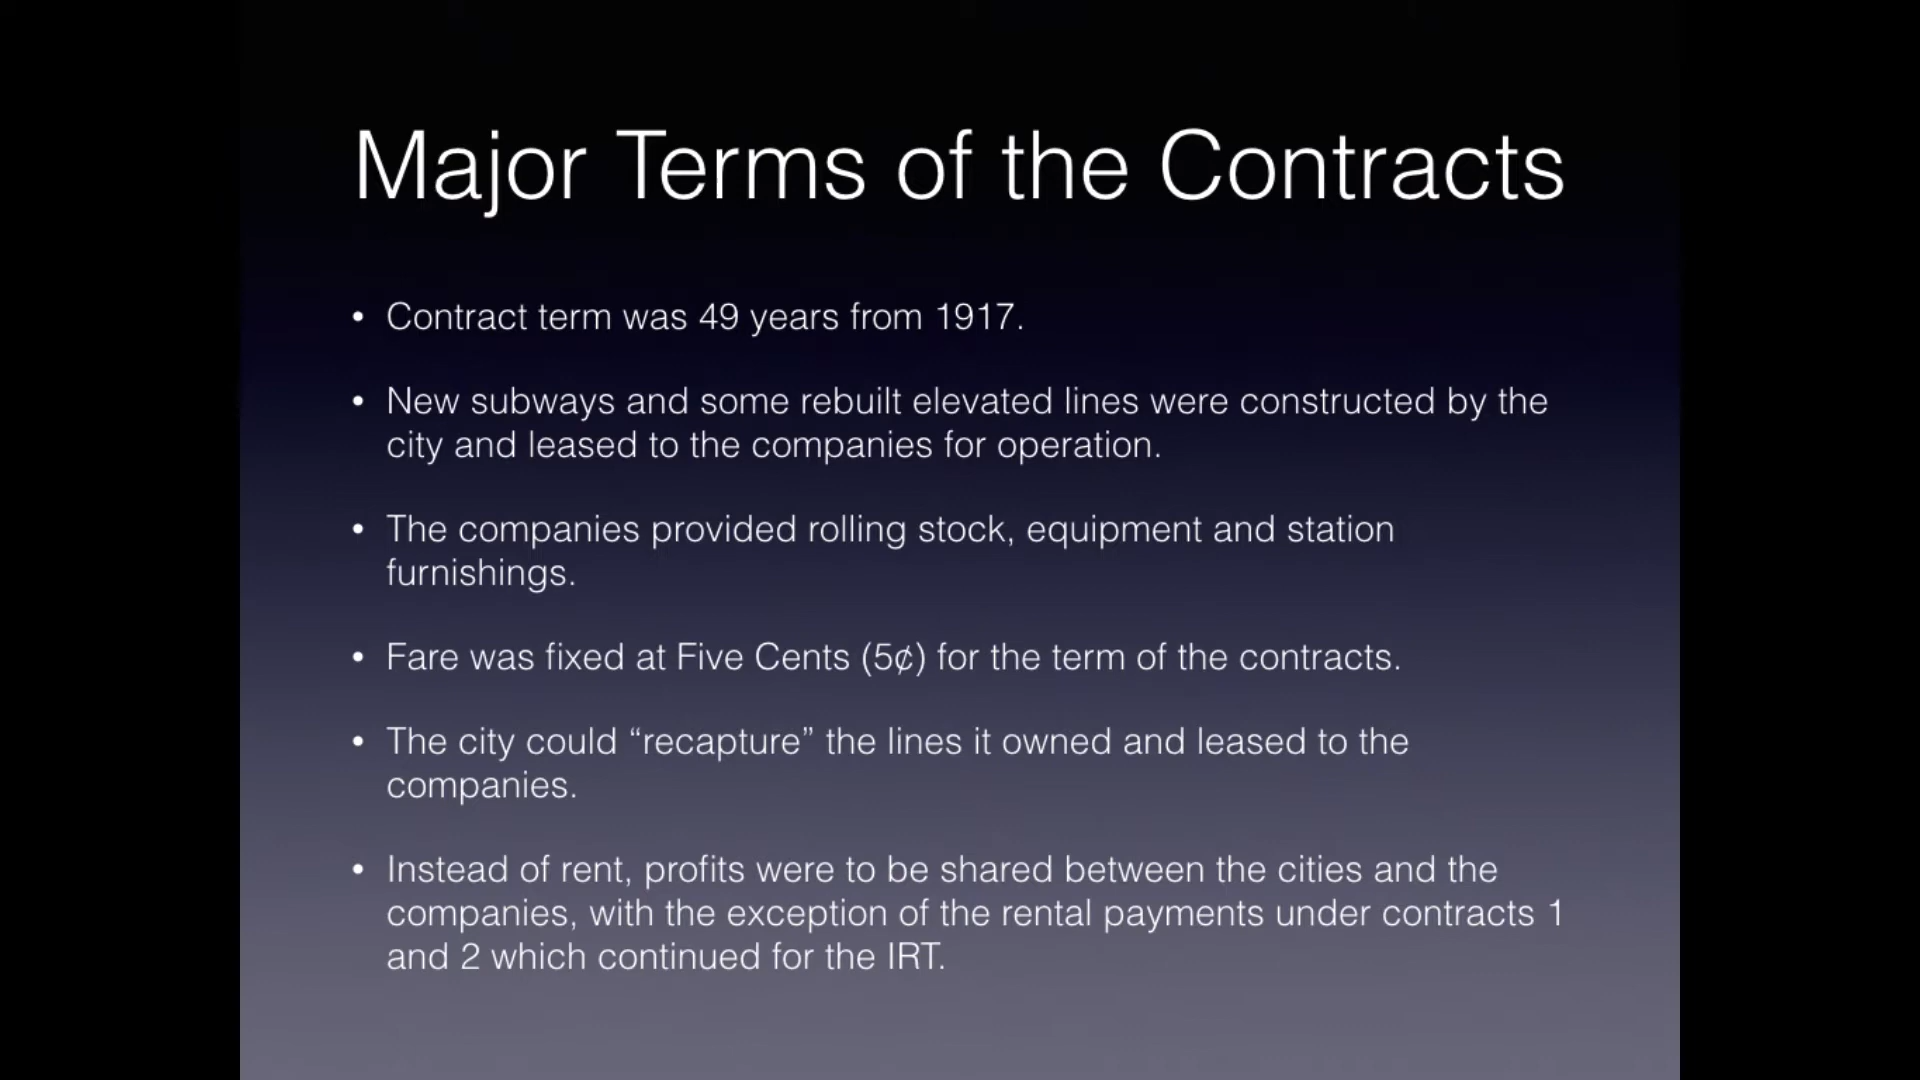 Major Terms of the Contracts
• Contract term was 49 years from 1917.
• New subways and some rebuilt elevated lines were constructed by the
city and leased to the companies for operation.
• The companies provided rolling stock, equipment and station
furnishings.
• Fare was fixed at Five Cents (5¢) for the term of the contracts.
• The city could “recapture” the lines it owned and leased to the
companies.
• Instead of rent, profits were to be shared between the cities and the
companies, with the exception of the rental payments under contracts 1
and 2 which continued for the IRT.